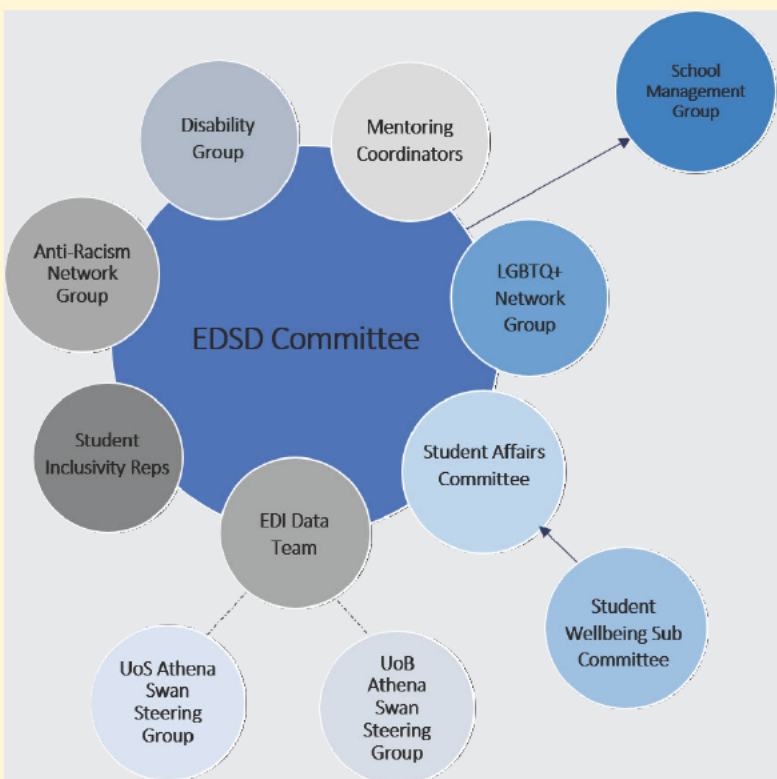 School
Management
Group
Disability
Group
Mentoring
Coordinators
Anti-Racism
Network
Group
LGBTQ+
Network
Group
EDSD Committee
Student
Inclusivity Reps
Student Affairs
Committee
EDI Data
Team
Student
Wellbeing Sub
Committee
UoS Athena
Swan
Steering
Group
UoB
Athena
Swan
Steering
Group